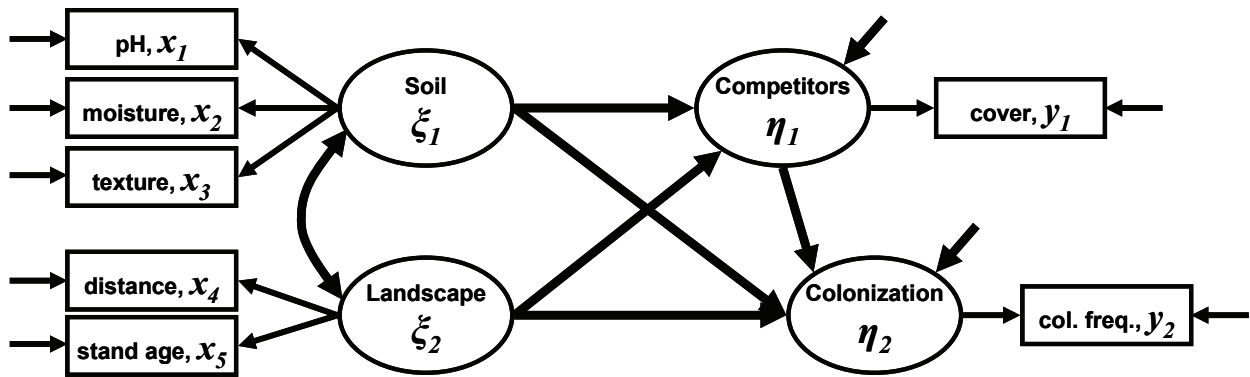 pH, x1
moisture, x2
texture, x3
distance, x4
stand age, x5
Soil
ξ1
Landscape
ξ2
Competitors
η1
Colonization
η2
cover, y1
col. freq., y2